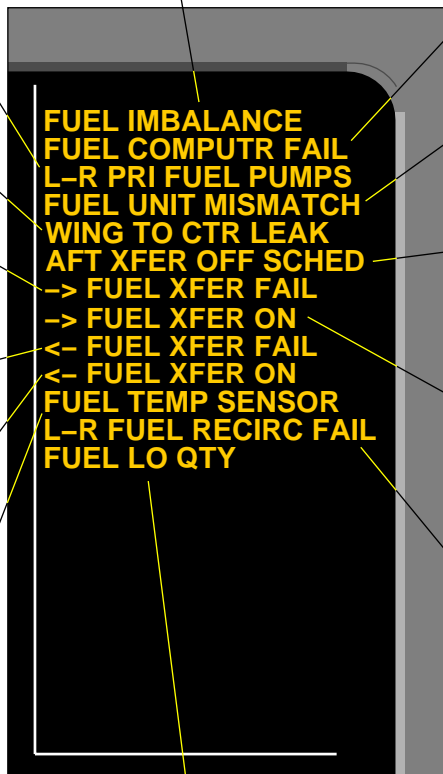 FUEL IMBALANCE
FUEL COMPUTR FAIL
L–R PRI FUEL PUMPS
FUEL UNIT MISMATCH
WING TO CTR LEAK
AFT XFER OFF SCHED
–> FUEL XFER FAIL
–> FUEL XFER ON
<– FUEL XFER FAIL
<– FUEL XFER ON
FUEL TEMP SENSOR
L–R FUEL RECIRC FAIL
FUEL LO QTY